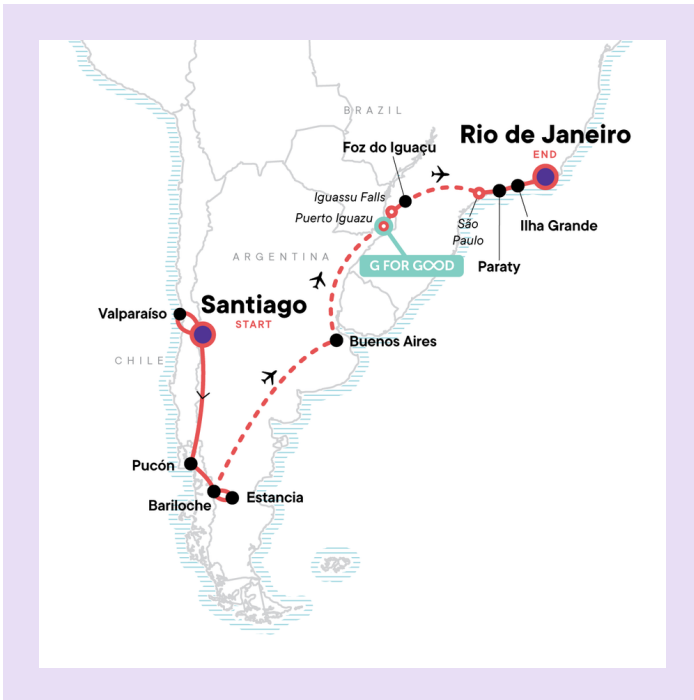 BRAZIL
Rio de Janeiro
END
Foz do Iguaçu
Iguassu Falls
Puerto Iguazu
São
Paulo
Ilha Grande
Paraty
G FOR GOOD
ARGENTINA
Santiago
START
Valparaíso
Buenos Aires
CHILE
Pucón
Bariloche
Estancia